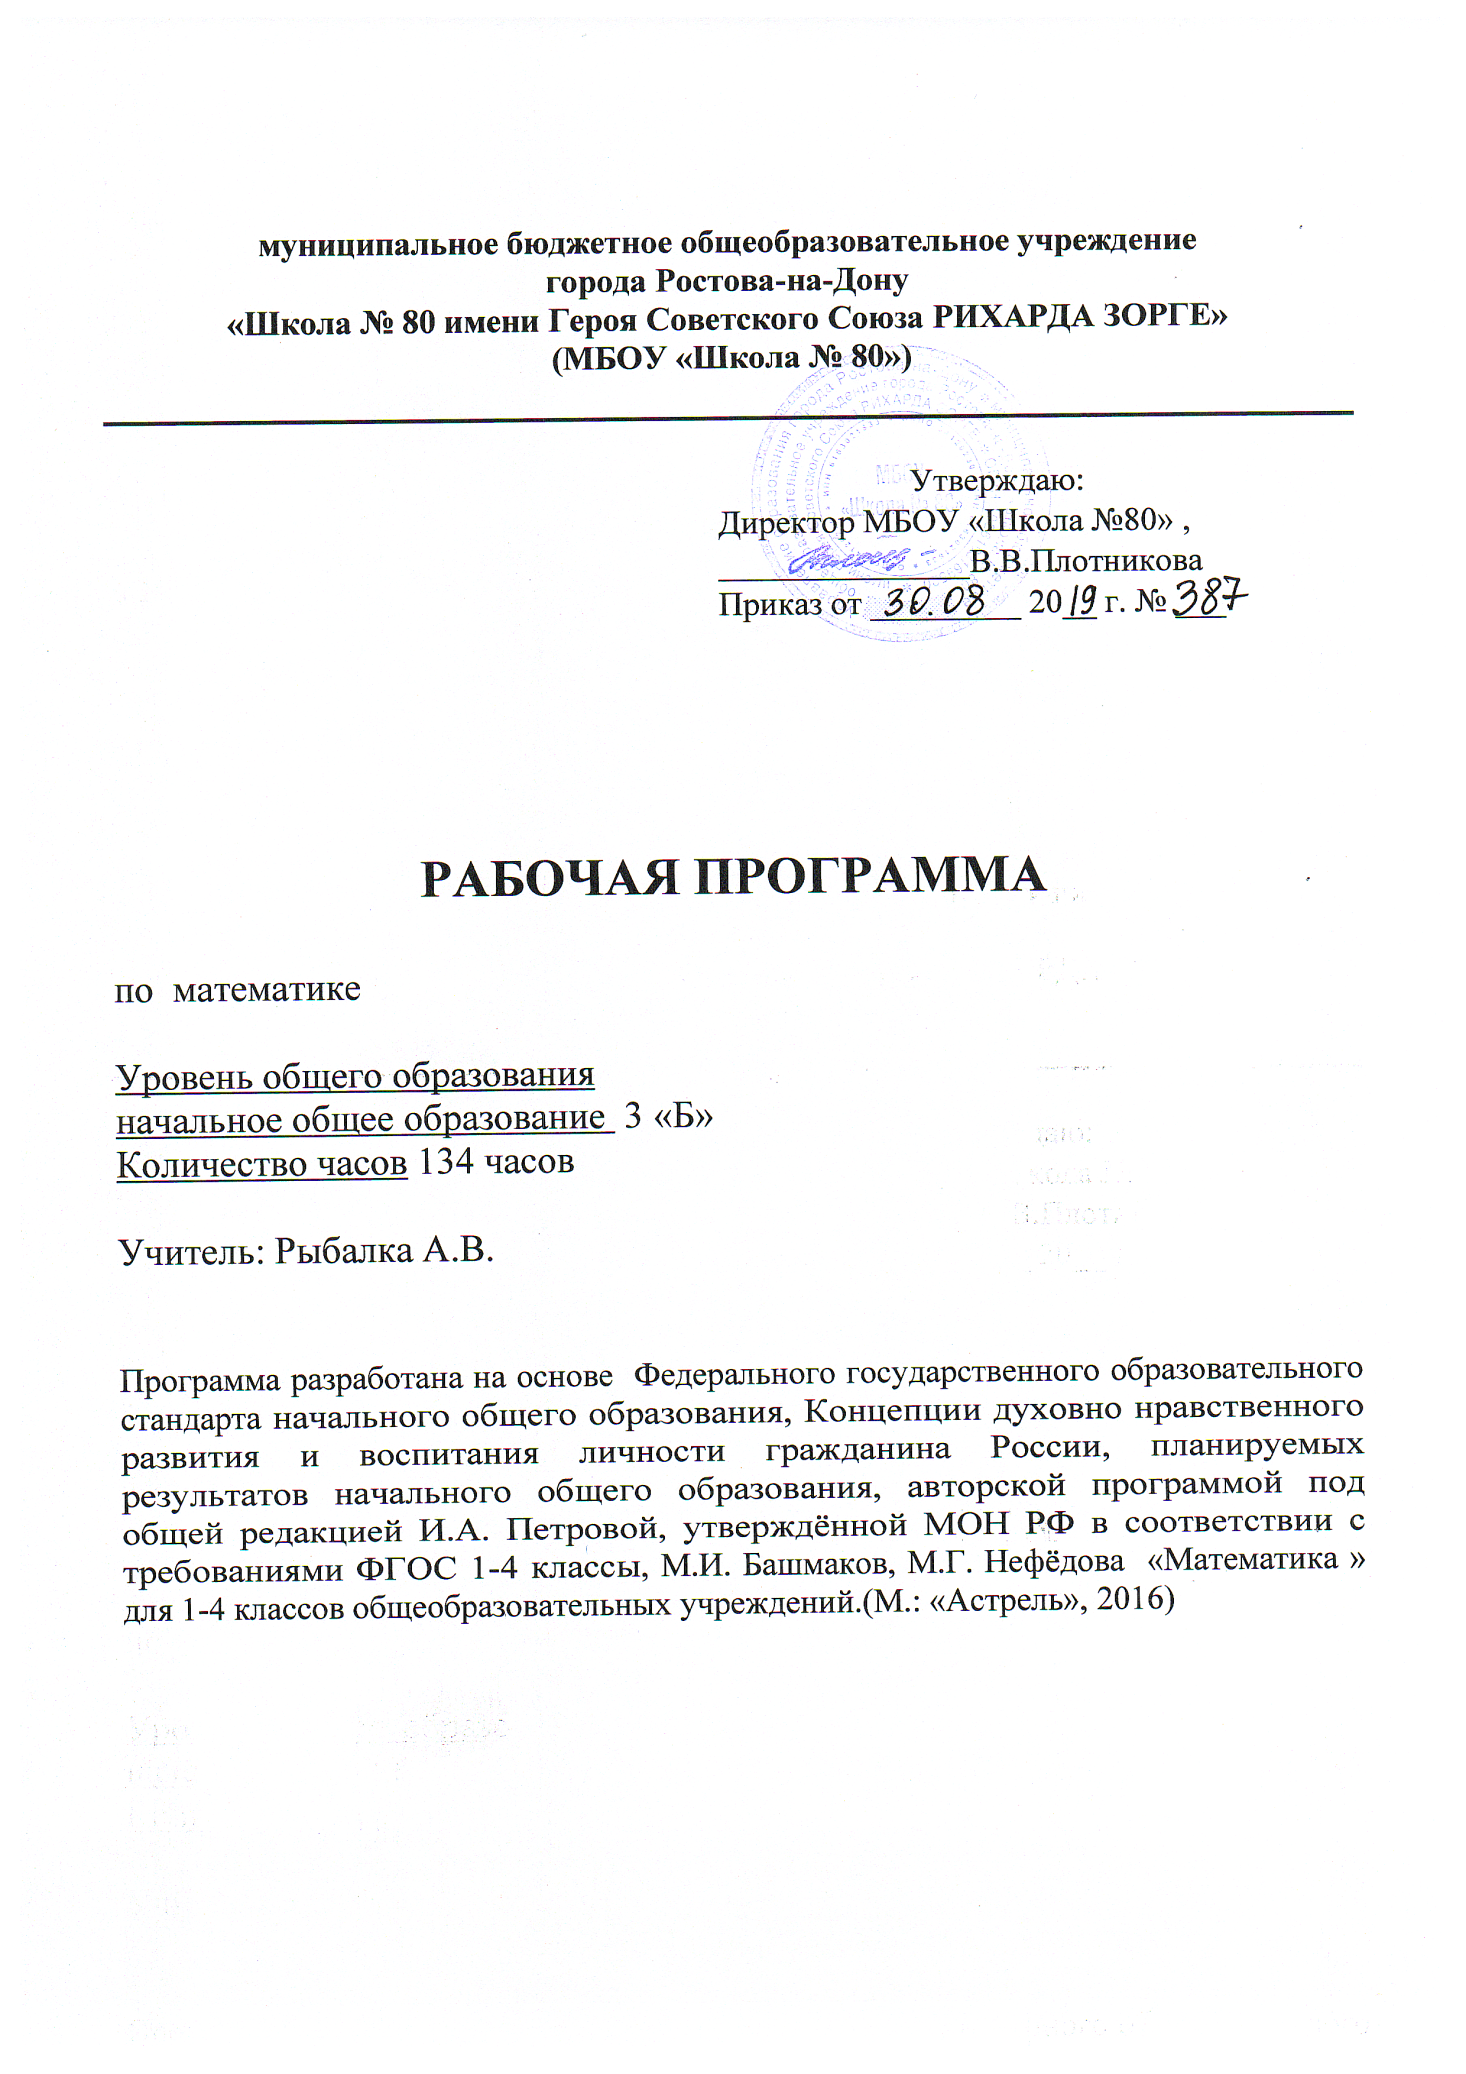 муниципальное бюджетное общеобразовательное учреждение
города Ростова-на-Дону
«Школа № 80 имени Героя Советского Союза РИХАРДА ЗОРГЕ»
(МБОУ «Школа № 80»)
Утверждаю:
Директор МБОУ «Школа №80» ,
В.В.Плотникова
Приказ от 30.08 2019 г. № 387
РАБОЧАЯ ПРОГРАММА
по математике
Уровень общего образования
начальное общее образование 3 «Б»
Количество часов 134 часов
Учитель: Рыбалка А.В.
Программа разработана на основе Федерального государственного образовательного
стандарта начального общего образования, Концепции духовно нравственного
развития и воспитания личности гражданина России, планируемых
результатов начального общего образования, авторской программой под
общей редакцией И.А. Петровой, утверждённой МОН РФ в соответствии с
требованиями ФГОС 1-4 классы, М.И. Башмаков, М.Г. Нефёдова «Математика »
для 1-4 классов общеобразовательных учреждений.(М.: «Астрель», 2016)